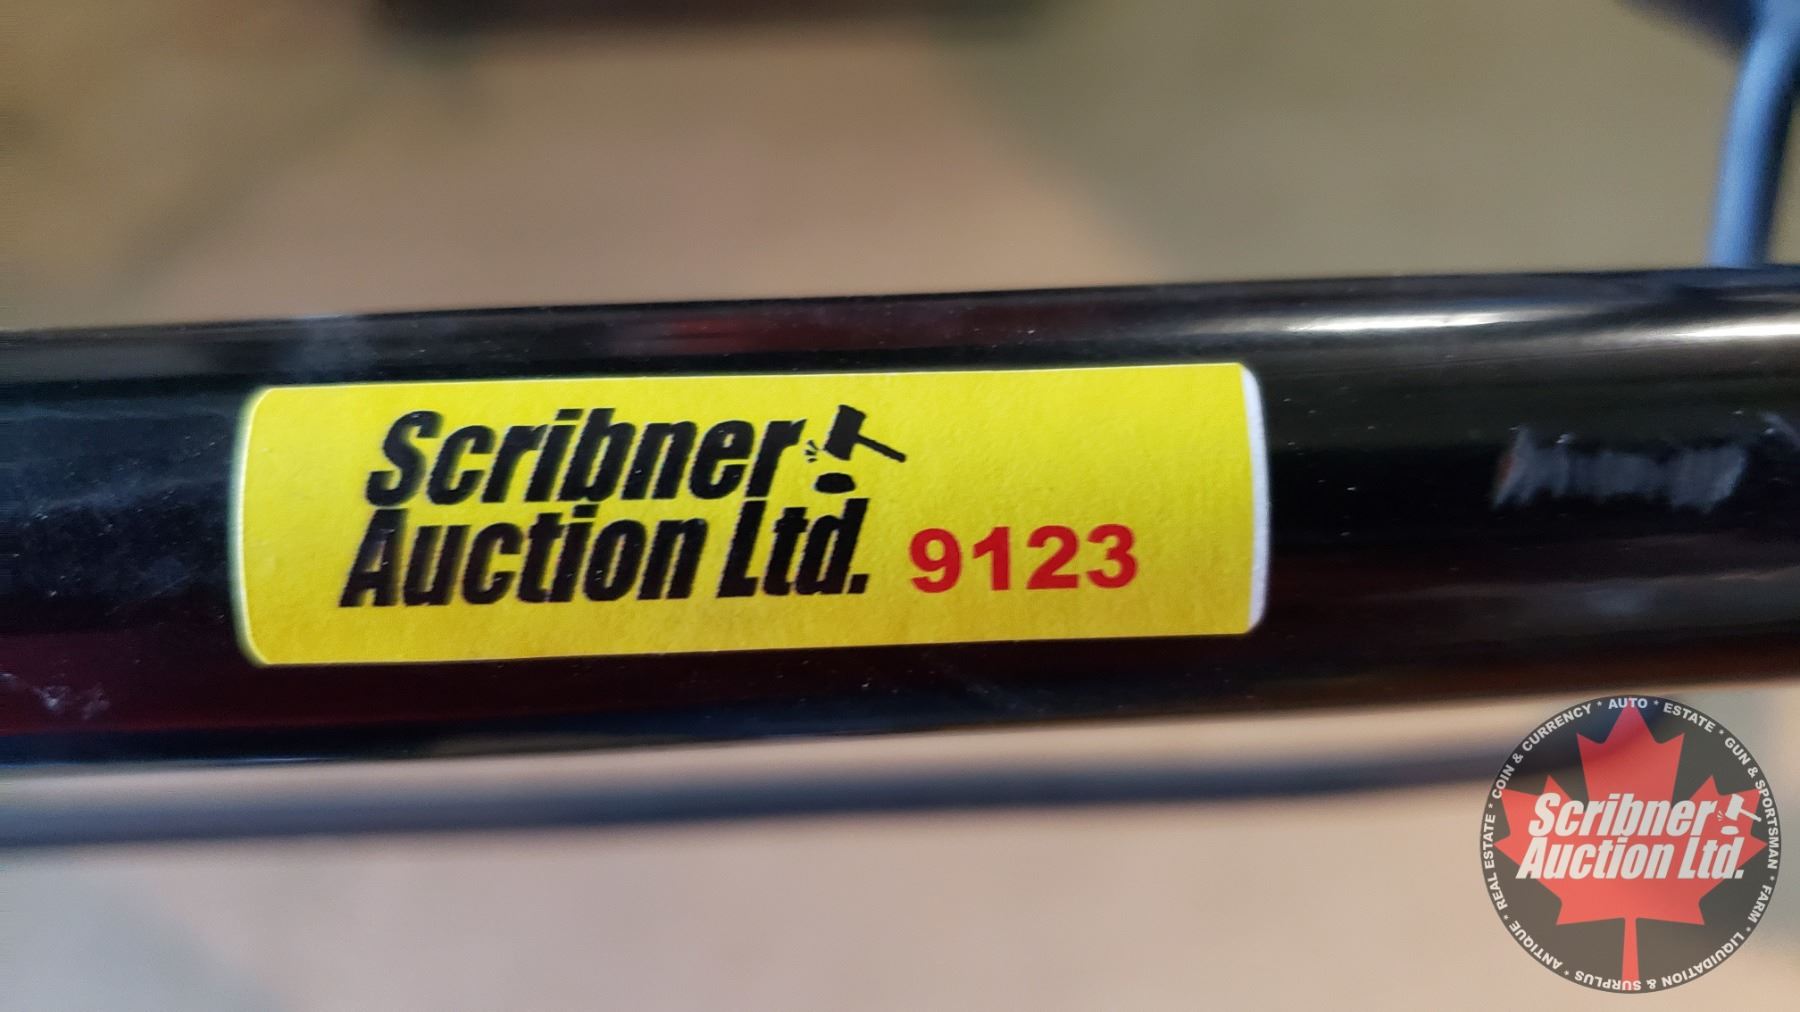 Scribner
Auction Ltd. 9123
COIN & CURRENCY * AUTO * ESTATE * GUN & SPORTSMAN * FARM * LIQUIDATION & SURPLUS * ANTIQUE * REAL ESTATE *
Scribner
Auction Ltd.